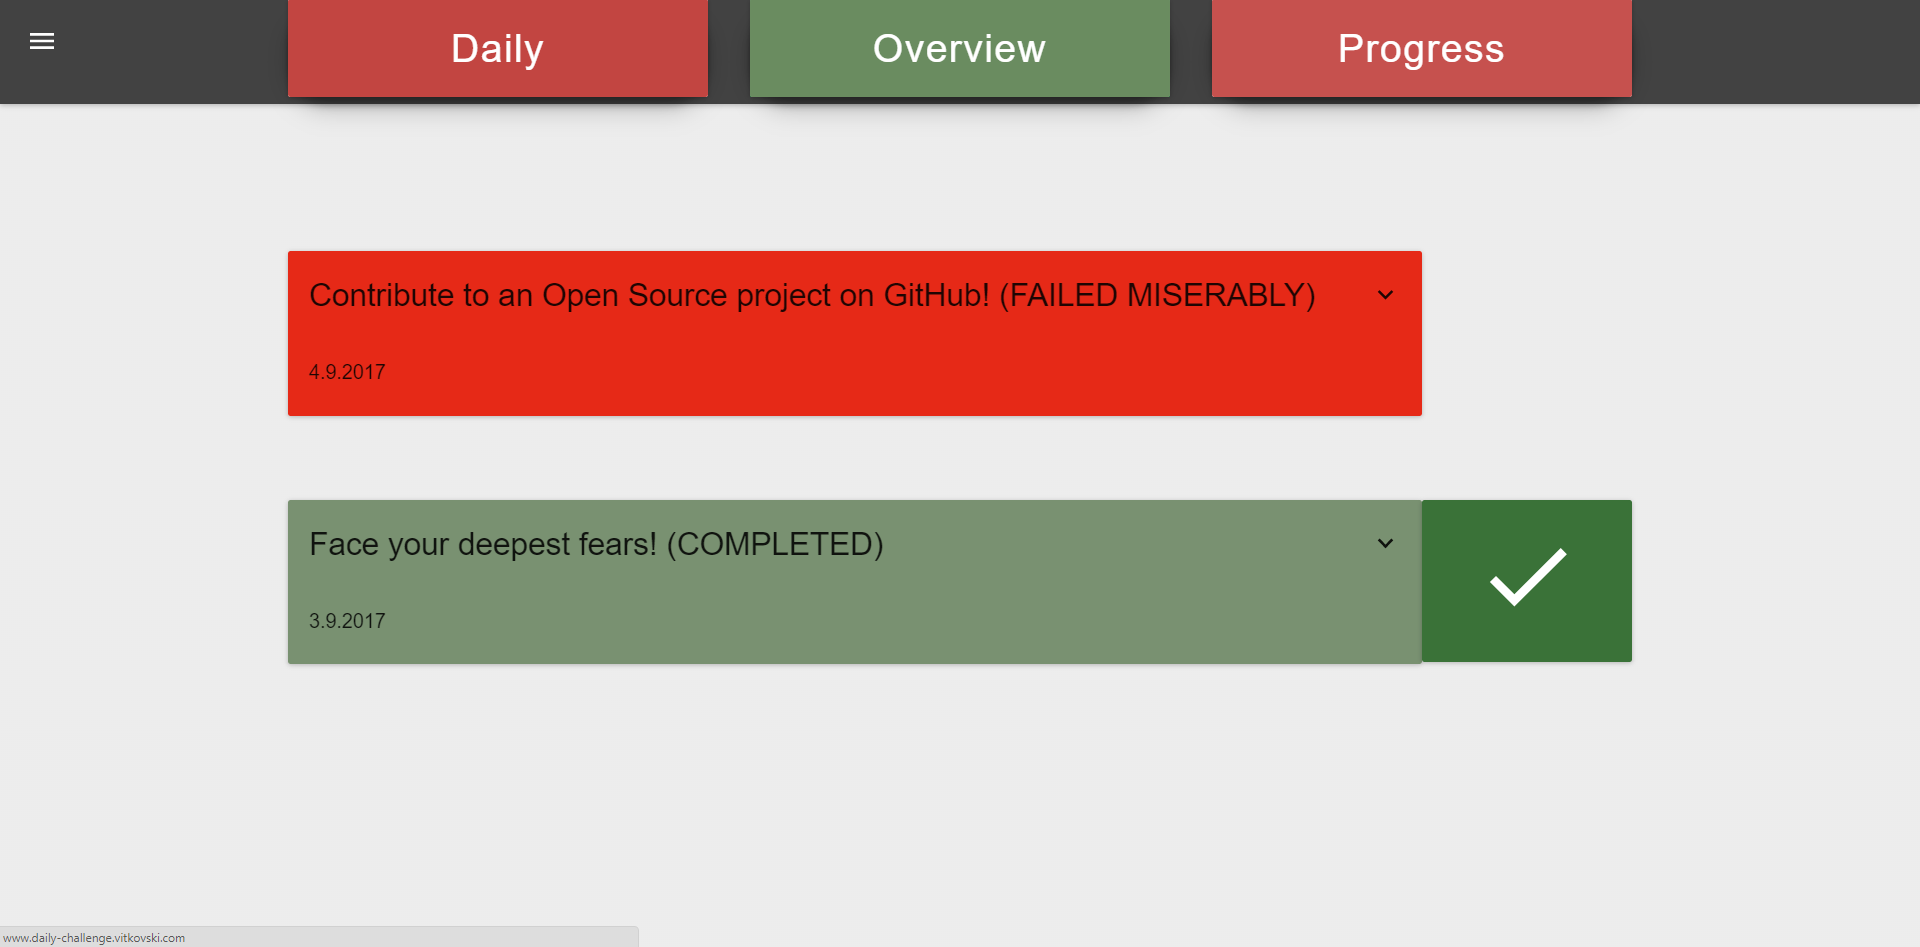 Daily
Overview
Progress
Contribute to an Open Source project on GitHub! (FAILED MISERABLY)
4.9.2017
Face your deepest fears! (COMPLETED)
3.9.2017
www.daily-challenge.vitkovski.com